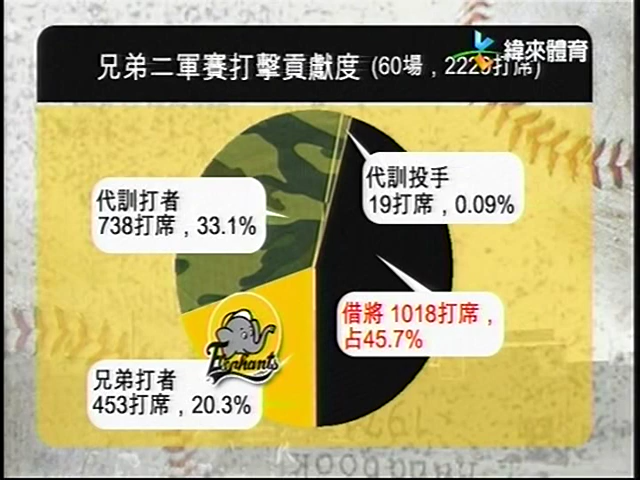 兄弟二軍賽打擊貢獻度 (60場，2228打席)
緯來體育
代訓打者
738打席，33.1%
代訓投手
19打席，0.09%
借將 1018打席，
占45.7%
Elephants
兄弟打者
453打席，20.3%